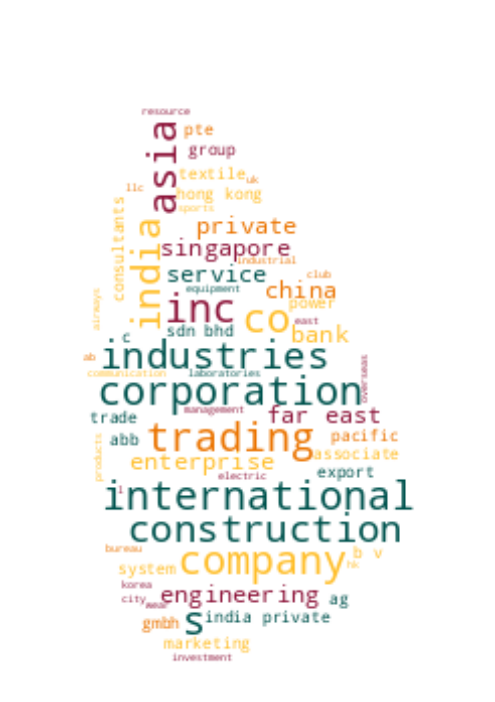 resource
asia
pte
group
textile
uk
llc
hong kong
consultants
sports
india
private
singapore
industrial
service
club
equipment
china
airways
inc
power
co
east
sdn bhd
bank
c
industries
ab
overseas
communication
laboratories
corporation
management
far east
trade
trading
abb
pacific
products
associate
enterprise
export
electric
international
l
construction
bureau
company
b v
system
hk
korea
engineering
city
wear
ag
gmbh
s
india private
marketing
investment